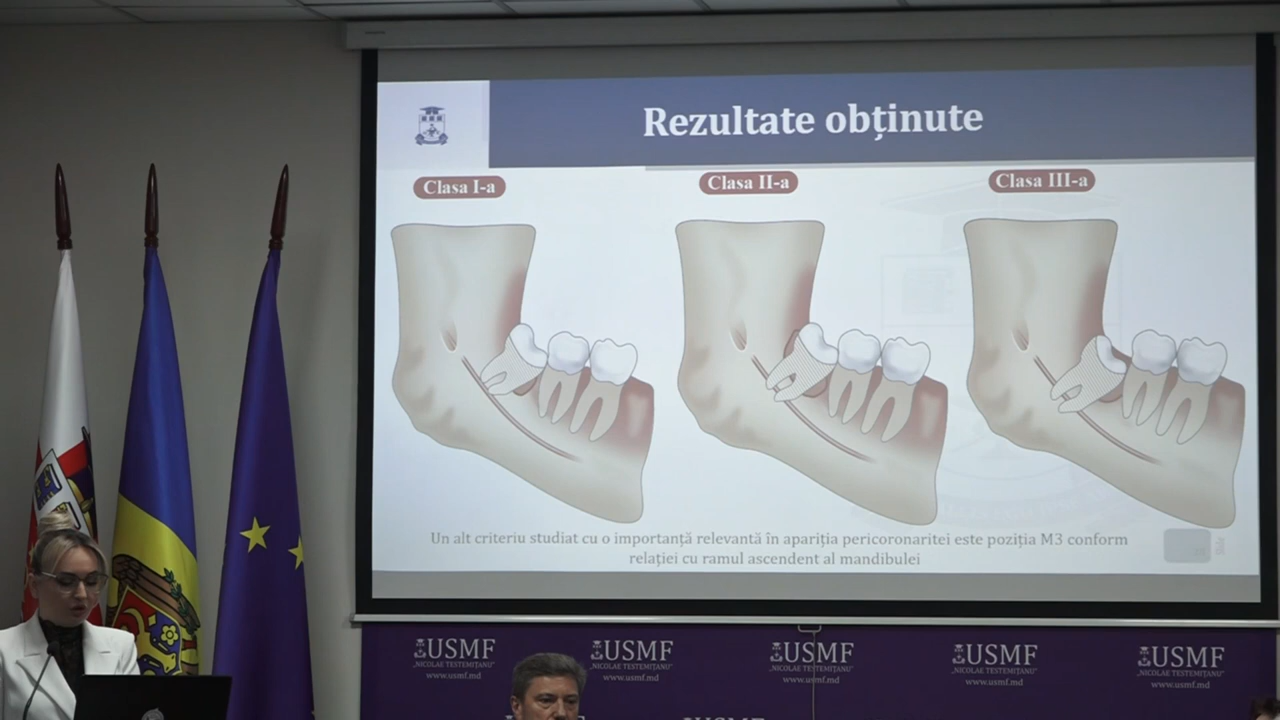 Rezultate obținute
Clasa I-a
Clasa II-a
Clasa III-a
Un alt criteriu studiat cu o importanță relevantă în apariția pericoronaritei este poziția M3 conform
relației cu ramul ascendent al mandibulei
USMF
„NICOLAE TESTEMIȚANU”
www.usmf.md
USMF
„NICOLAE TESTEMIȚANU”
www.usmf.md
USMF
„NICOLAE TESTEMIȚANU”
www.usmf.md
USMF
„NICOLAE TESTEMIȚANU”
www.usmf.md
USMF
„NICOLAE TESTEMIȚANU”
www.usmf.md
USMF